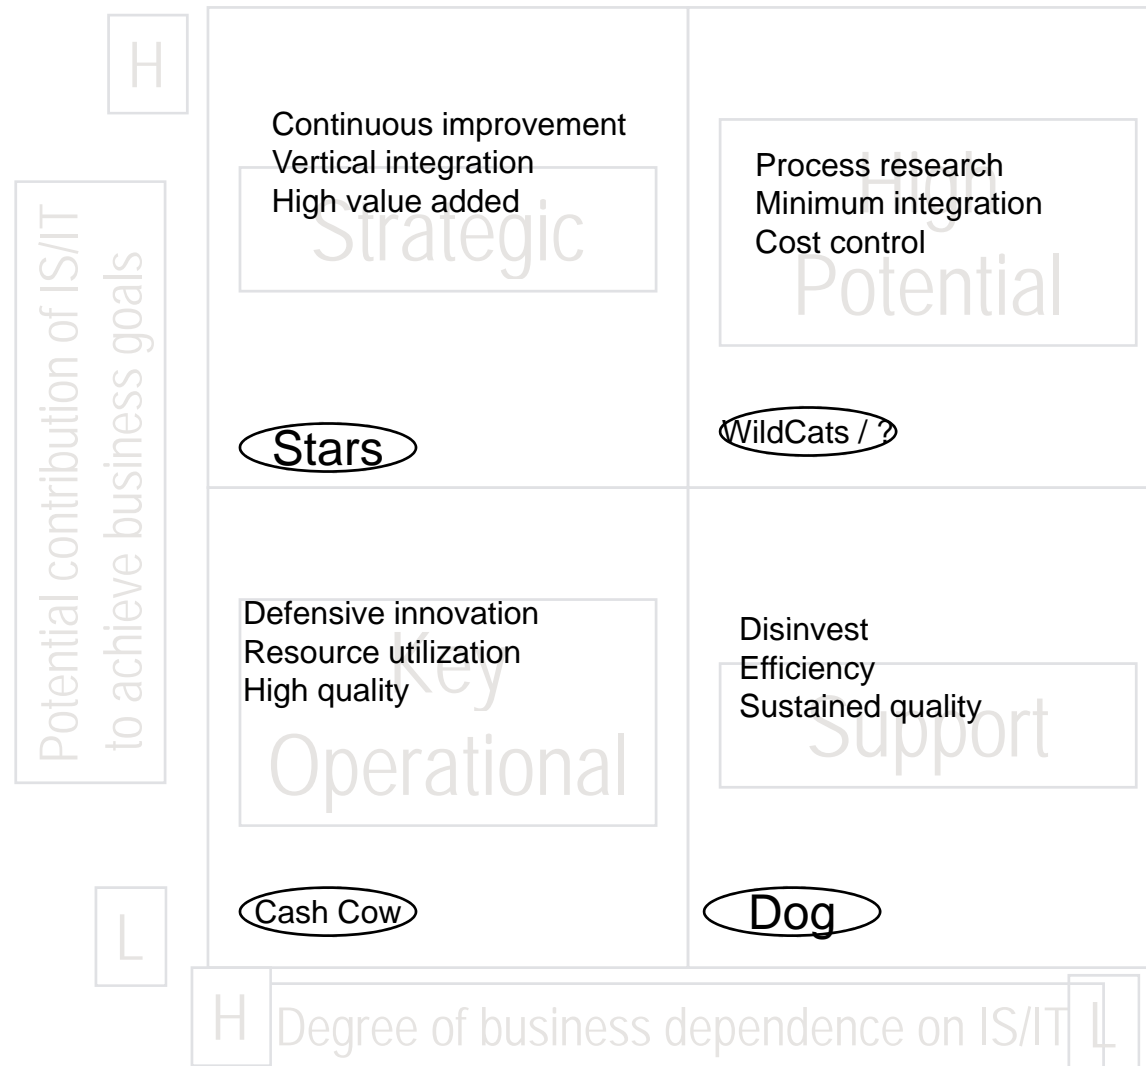 H
Potential contribution of IS/IT
to achieve business goals
Continuous improvement
Vertical integration
High value added
Strategic
Stars
Process research
Minimum integration
Cost control
High
Potential
WildCats / ?
Defensive innovation
Resource utilization
High quality
Key
Operational
Cash Cow
Disinvest
Efficiency
Sustained quality
Support
Dog
L
H
Degree of business dependence on IS/IT
L